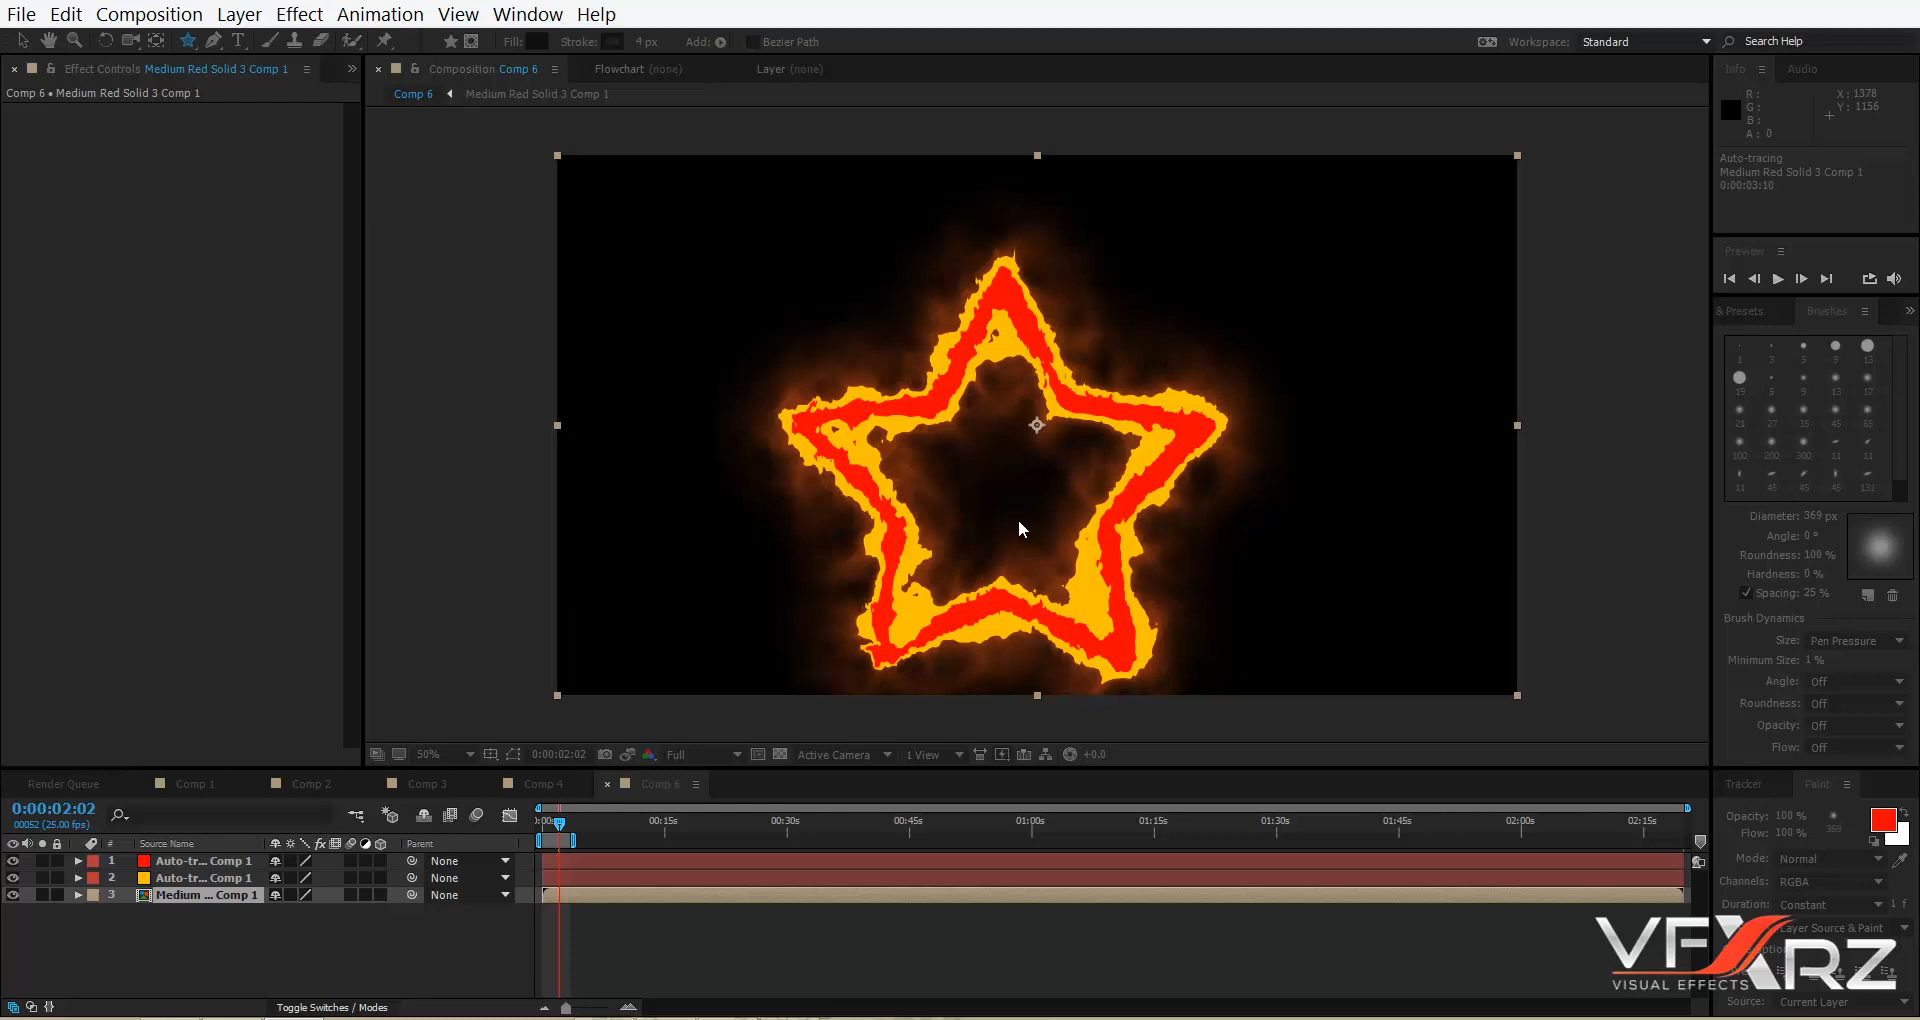 File Edit Composition Layer Effect Animation View Window Help
Fill: Stroke: 4 px Add: Bezier Path Workspace: Standard Search Help
Effect Controls Medium Red Solid 3 Comp 1
Composition Comp 6 Flowchart (none) Layer (none)
Info Audio
Comp 6 • Medium Red Solid 3 Comp 1
Comp 6 Medium Red Solid 3 Comp 1
R : X : 1378
G : Y : 1156
B :
A : 0
Auto-tracing
Medium Red Solid 3 Comp 1
0:00:03:10
Preview
& Presets Brushes
1 3 5 9 13
19 5 9 13 17
21 27 35 45 65
100 200 300 11 11
11 45 45 45 131
Diameter: 369 px
Angle: 0 °
Roundness: 100 %
Hardness: 0 %
Spacing: 25 %
Brush Dynamics
Size: Pen Pressure
Minimum Size: 1 %
Angle: Off
Roundness: Off
Opacity: Off
Flow: Off
50% 0:00:02:02 Full Active Camera 1 View +0.0
Render Queue Comp 1 Comp 2 Comp 3 Comp 4 Comp 6
Tracker Paint
0:00:02:02
00052 (25.00 fps)
00s 00:15s 00:30s 00:45s 01:00s 01:15s 01:30s 01:45s 02:00s 02:15s
# Source Name fx Parent
1 Auto-tr... Comp 1 None
2 Auto-tr... Comp 1 None
3 Medium ... Comp 1 None
Opacity: 100 %
Flow: 100 %
369
Mode: Normal
Channels: RGBA
Duration: Constant 1 f
Layer Source & Paint
VFXARZ
VISUAL EFFECTS
Source: Current Layer
Toggle Switches / Modes